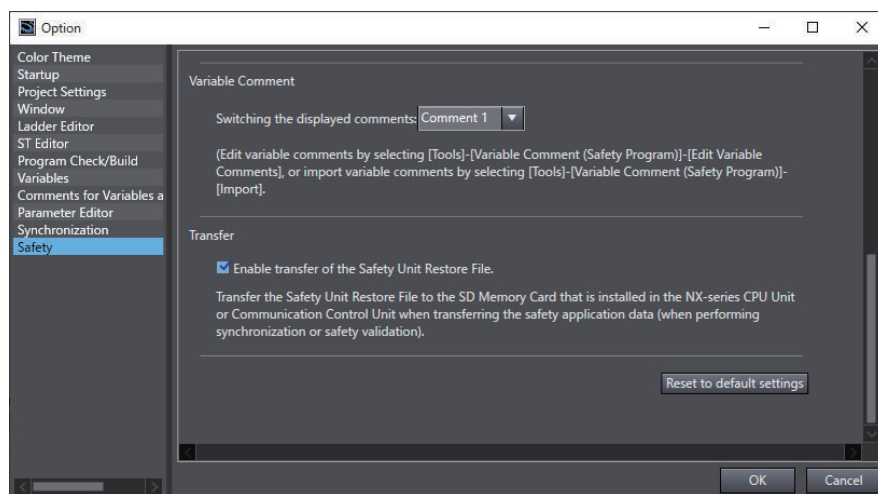 Option
Color Theme
Startup
Project Settings
Window
Ladder Editor
ST Editor
Program Check/Build
Variables
Comments for Variables a
Parameter Editor
Synchronization
Safety
Variable Comment
Switching the displayed comments: Comment 1
(Edit variable comments by selecting [Tools]-[Variable Comment (Safety Program)]-[Edit Variable
Comments], or import variable comments by selecting [Tools]-[Variable Comment (Safety Program)]-
[Import].
Transfer
Enable transfer of the Safety Unit Restore File.
Transfer the Safety Unit Restore File to the SD Memory Card that is installed in the NX-series CPU Unit
or Communication Control Unit when transferring the safety application data (when performing
synchronization or safety validation).
Reset to default settings
OK
Cancel